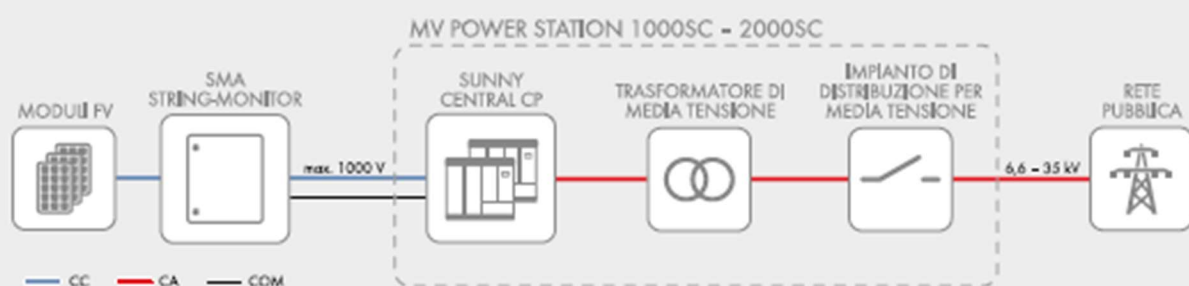 MV POWER STATION 1000SC – 2000SC
MODULI FV
SMA
STRING-MONITOR
max. 1000 V
SUNNY
CENTRAL CP
TRASFORMATORE DI
MEDIA TENSIONE
IMPIANTO DI
DISTRIBUZIONE PER
MEDIA TENSIONE
6,6 – 35 kV
RETE
PUBBLICA
CC
CA
COM